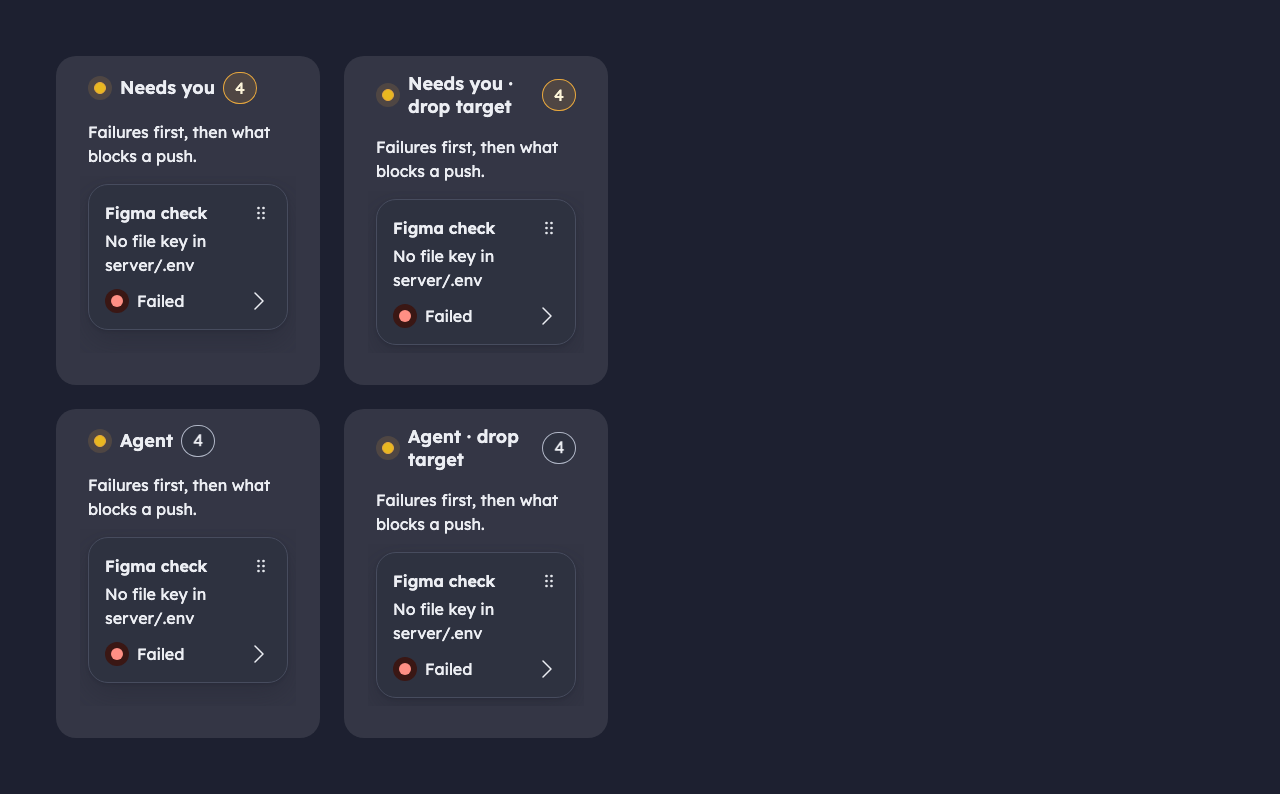 Needs you 4
Failures first, then what
blocks a push.
Figma check
No file key in
server/.env
Failed
Needs you ·
drop target
4
Failures first, then what
blocks a push.
Figma check
No file key in
server/.env
Failed
Agent 4
Failures first, then what
blocks a push.
Figma check
No file key in
server/.env
Failed
Agent · drop
target
4
Failures first, then what
blocks a push.
Figma check
No file key in
server/.env
Failed